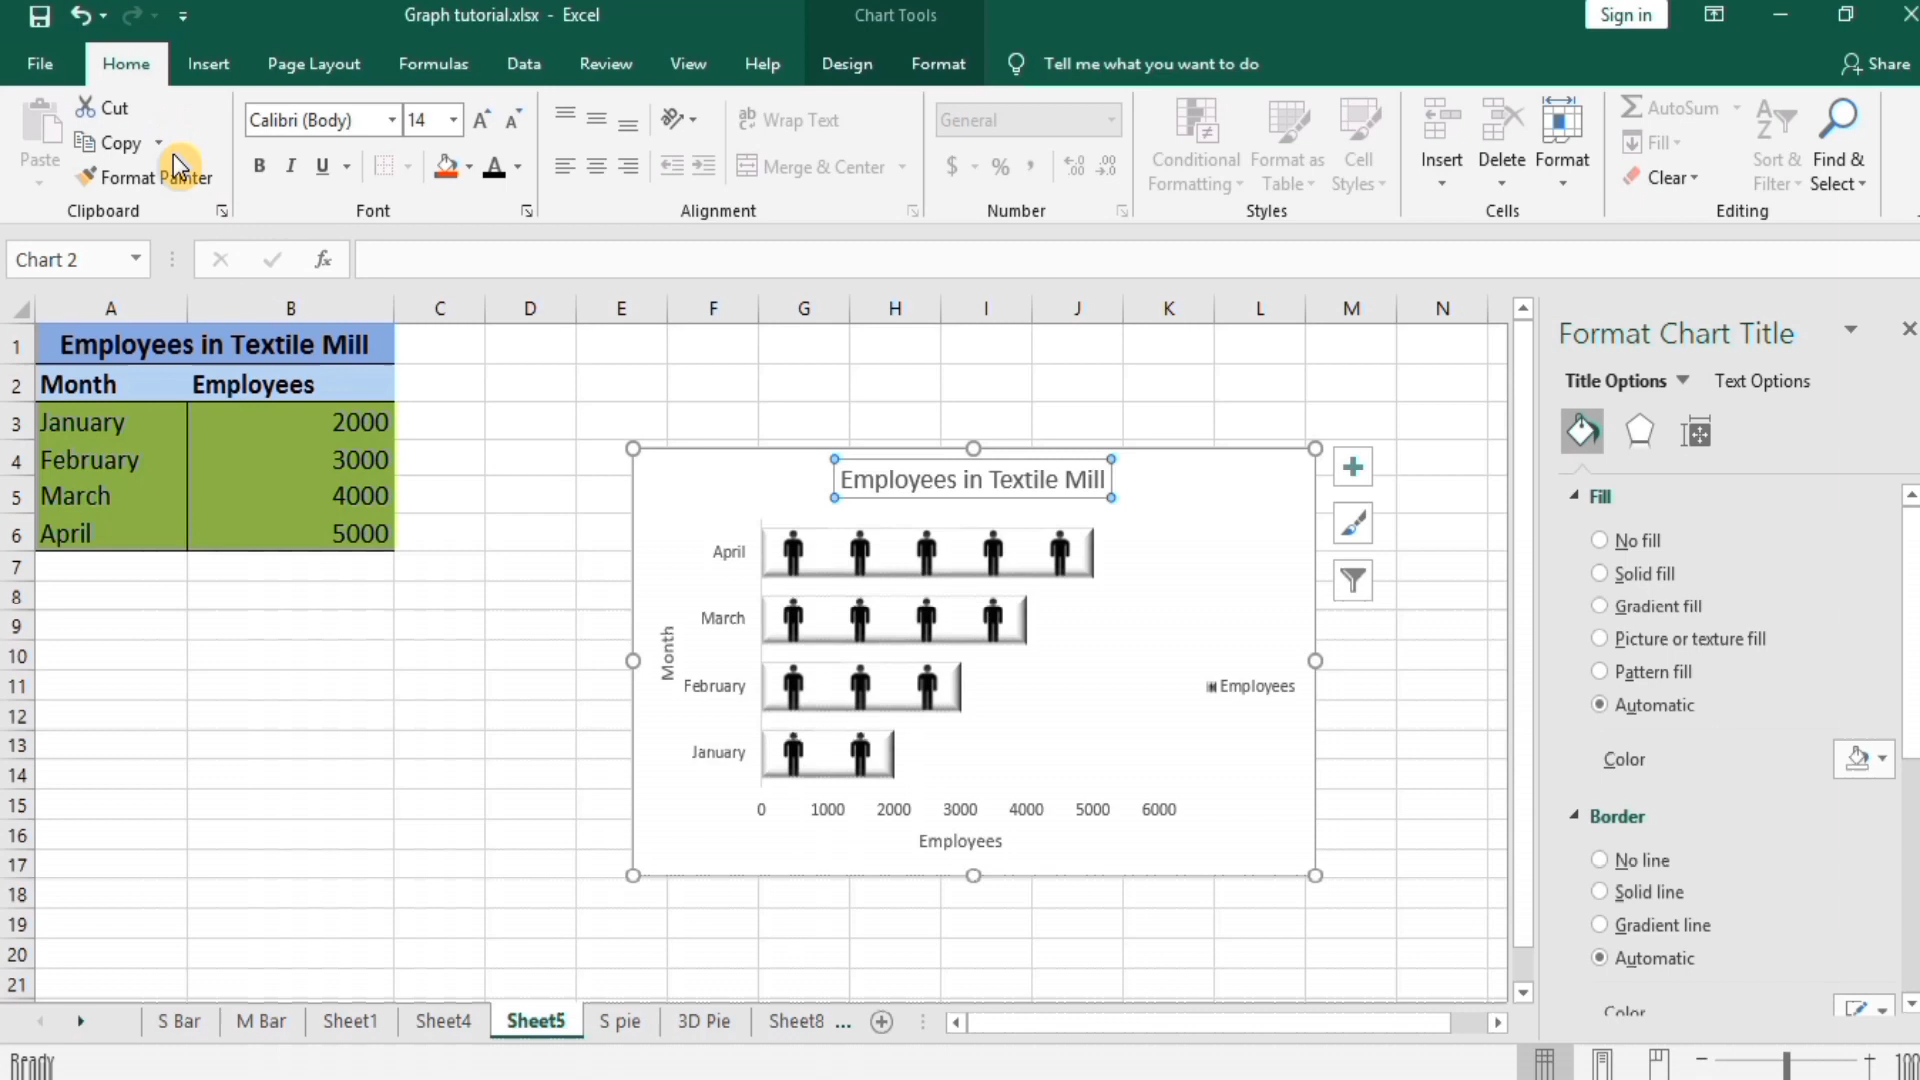 Graph tutorial.xlsx - Excel
Chart Tools
Sign in
File Home Insert Page Layout Formulas Data Review View Help Design Format Tell me what you want to do Share
Paste
Cut
Copy
Format Painter
Clipboard
Calibri (Body) 14
B I U A
Font
Wrap Text
Merge & Center
Alignment
General
$ % ,
Number
Conditional Formatting
Format as Table
Cell Styles
Styles
Insert Delete Format
Cells
AutoSum
Fill
Clear
Sort & Filter
Find & Select
Editing
Chart 2 fx
A B C D E F G H I J K L M N
1 Employees in Textile Mill
2 Month Employees
3 January 2000
4 February 3000
5 March 4000
6 April 5000
7
8
9
10
11
12
13
14
15
16
17
18
19
20
21
Employees in Textile Mill
April
March
February
January
Month
0 1000 2000 3000 4000 5000 6000
Employees
Employees
Format Chart Title
Title Options Text Options
Fill
No fill
Solid fill
Gradient fill
Picture or texture fill
Pattern fill
Automatic
Color
Border
No line
Solid line
Gradient line
Automatic
Color
S Bar M Bar Sheet1 Sheet4 Sheet5 S pie 3D Pie Sheet8 ...
Ready
100